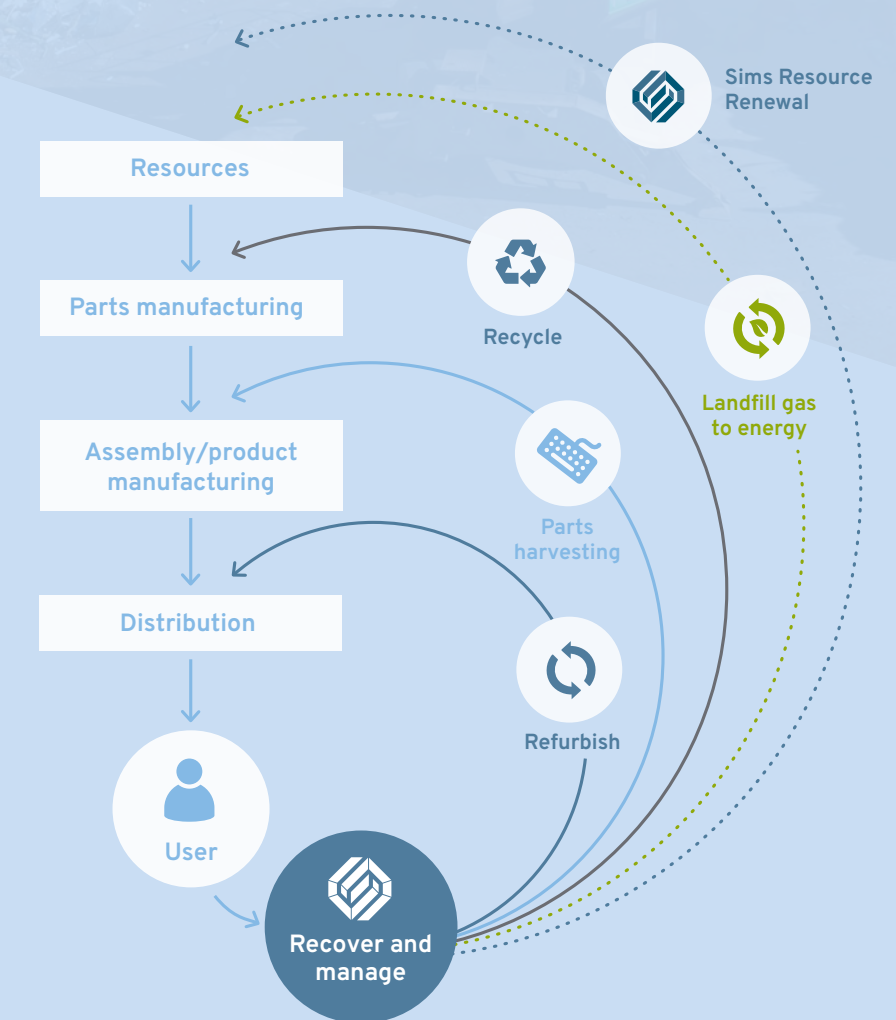 Sims Resource
Renewal
Resources
Parts manufacturing
Recycle
Landfill gas
to energy
Assembly/product
manufacturing
Parts
harvesting
Distribution
Refurbish
User
Recover and
manage